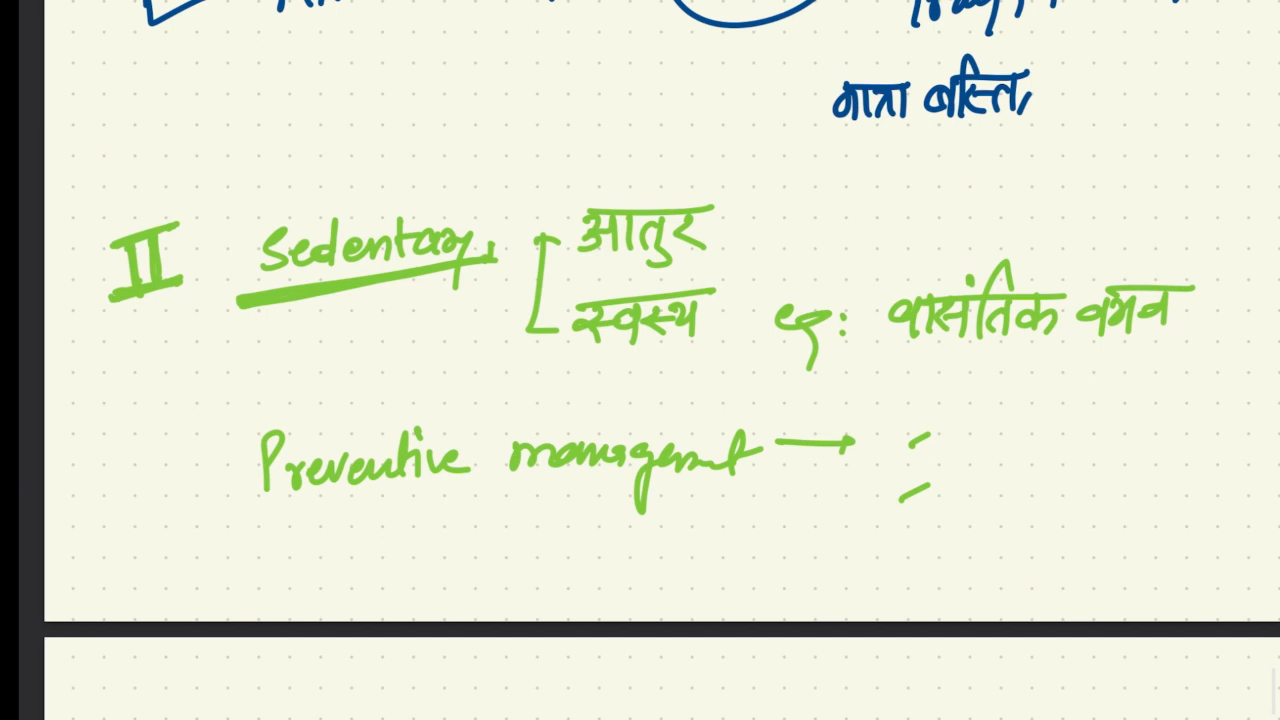 मात्रा बस्ति,
II Sedentary, आतुर
स्वस्थ eg: वासंतिक वमन
Preventive management →